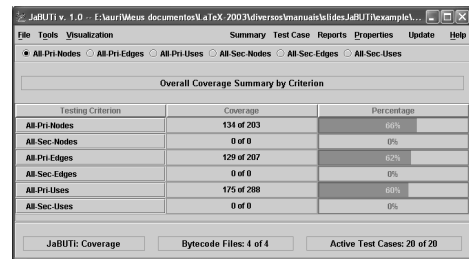 JaBUTi v. 1.0 -- E:\auri\Meus documentos\LaTeX-2003\diversos\manuais\slidesJaBUTi\example\...
File Tools Visualization Summary Test Case Reports Properties Update Help
All-Pri-Nodes All-Pri-Edges All-Pri-Uses All-Sec-Nodes All-Sec-Edges All-Sec-Uses
Overall Coverage Summary by Criterion
Testing Criterion Coverage Percentage
All-Pri-Nodes 134 of 203 66%
All-Sec-Nodes 0 of 0 0%
All-Pri-Edges 129 of 207 62%
All-Sec-Edges 0 of 0 0%
All-Pri-Uses 175 of 288 60%
All-Sec-Uses 0 of 0 0%
JaBUTi: Coverage Bytecode Files: 4 of 4 Active Test Cases: 20 of 20